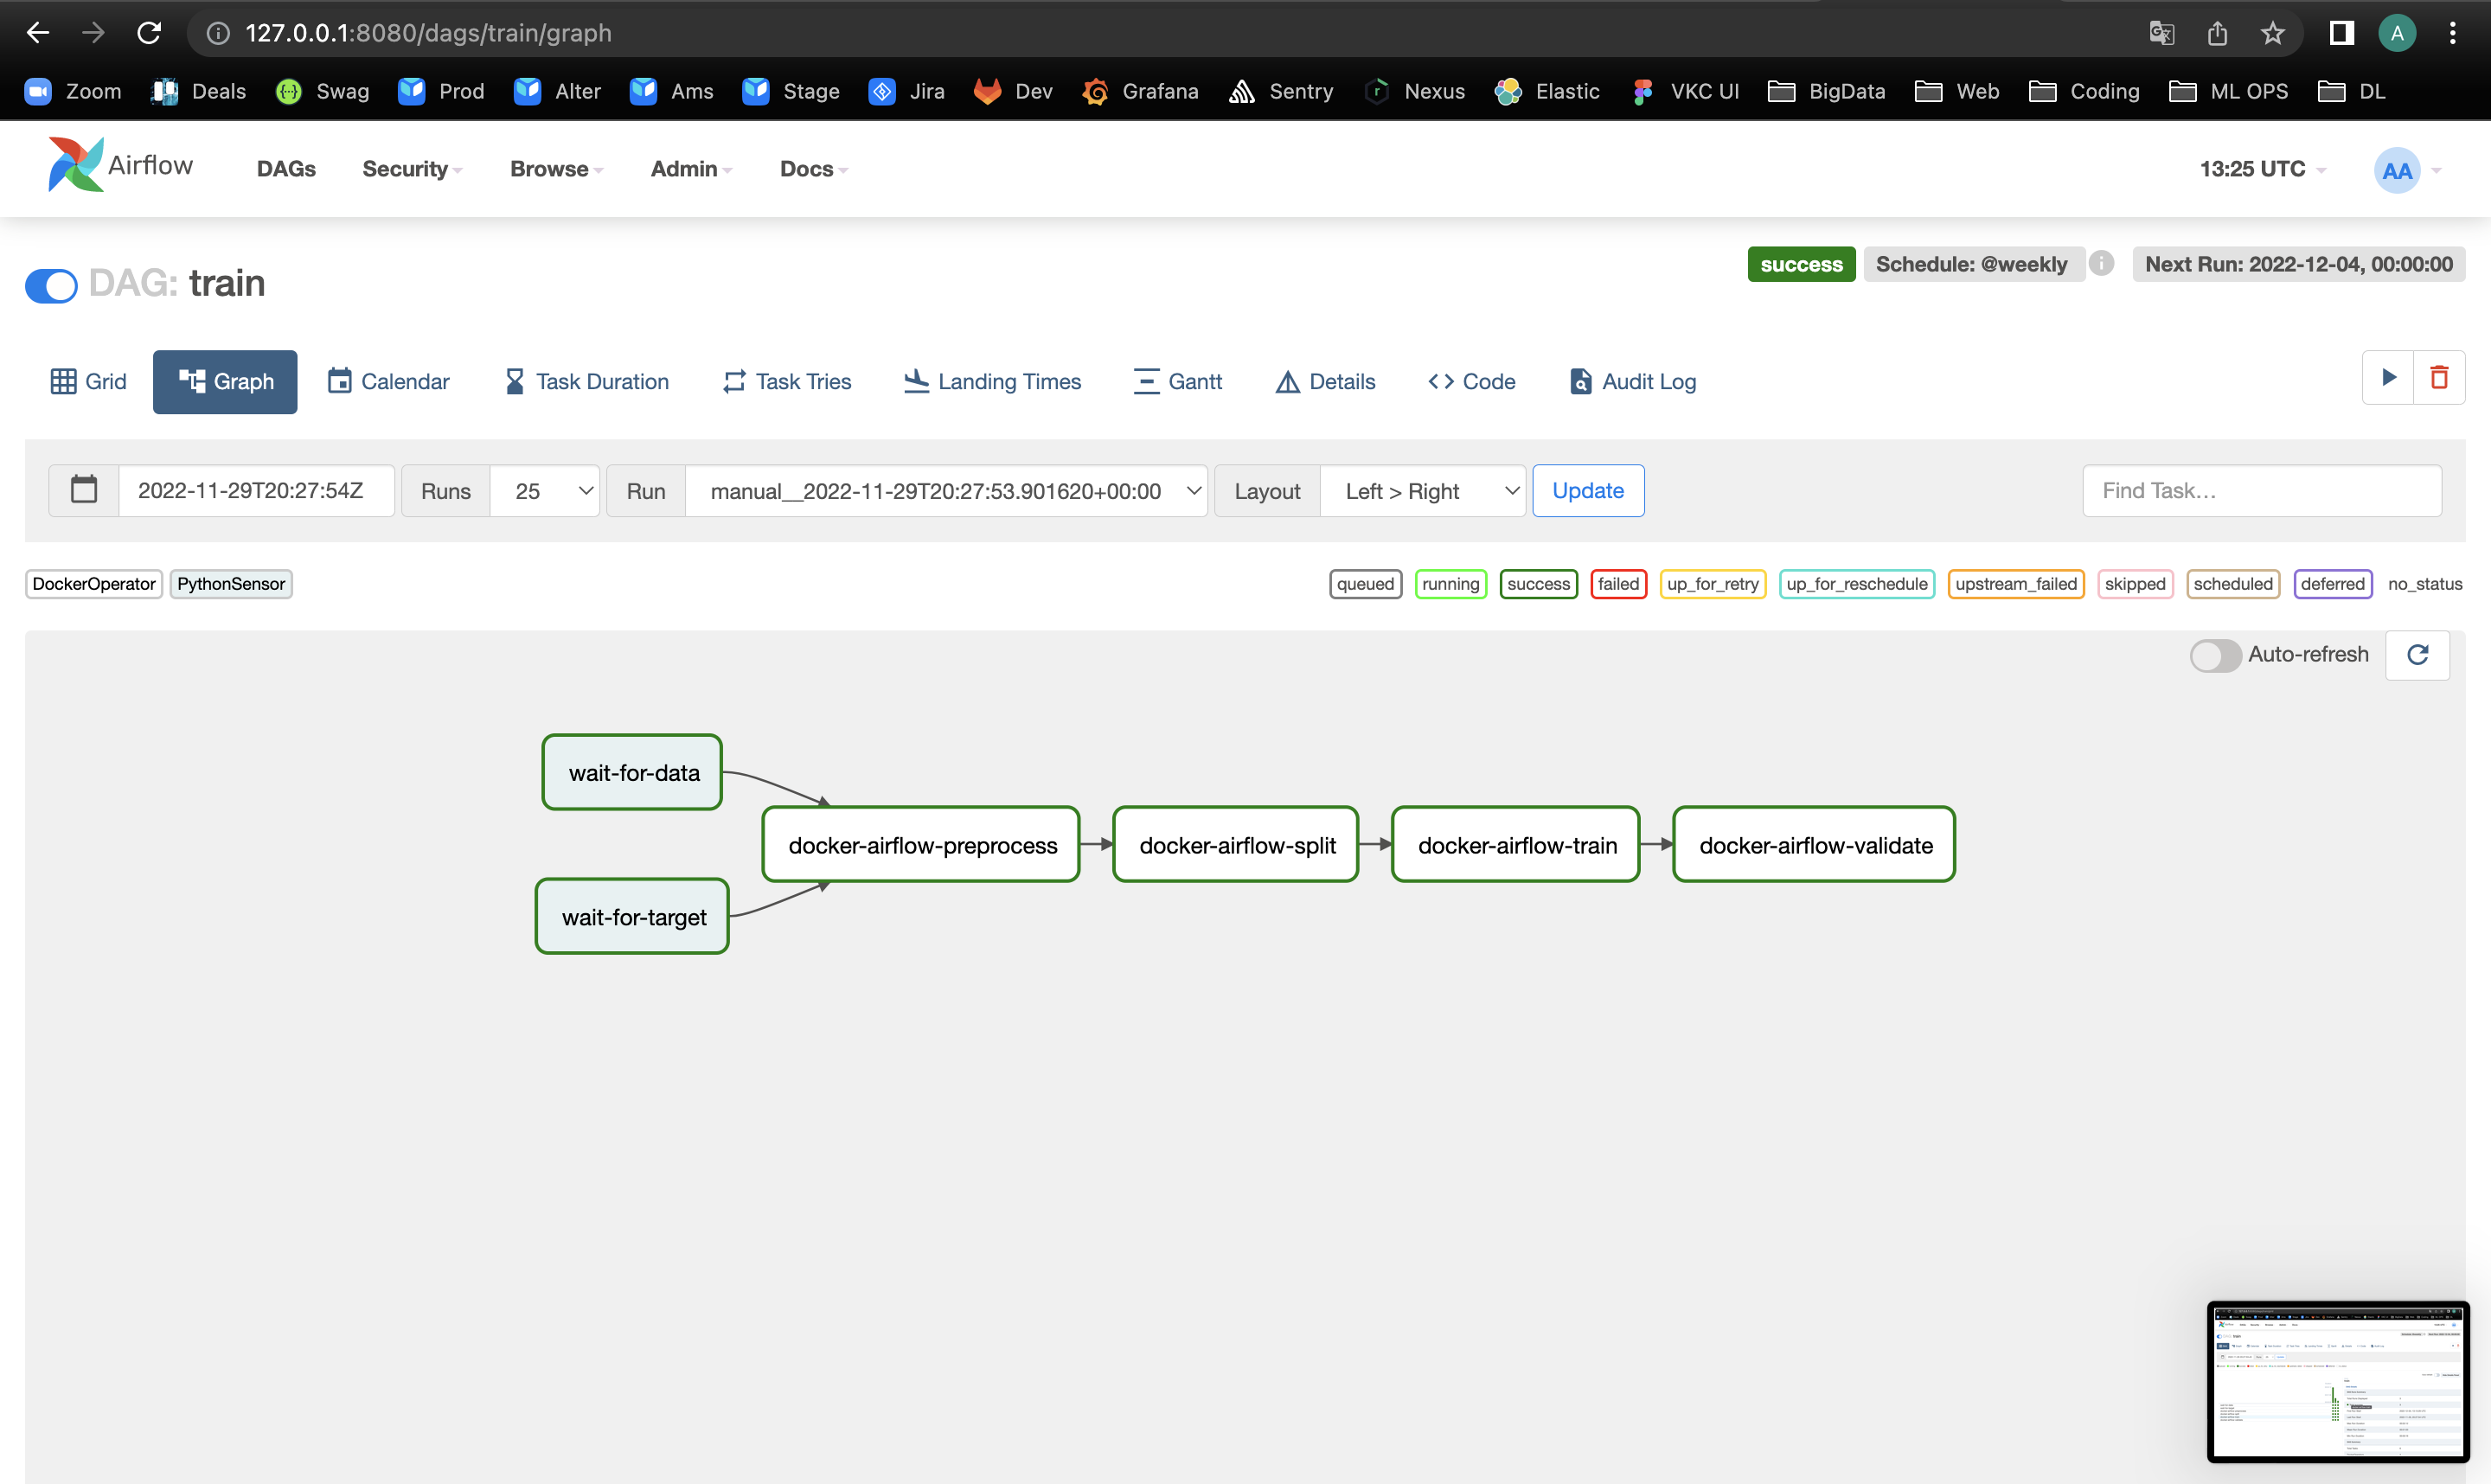 127.0.0.1:8080/dags/train/graph
A
Zoom Deals Swag Prod Alter Ams Stage Jira Dev Grafana Sentry Nexus Elastic VKC UI BigData Web Coding ML OPS DL
Airflow DAGs Security Browse Admin Docs 13:25 UTC AA
DAG: train success Schedule: @weekly Next Run: 2022-12-04, 00:00:00
Grid Graph Calendar Task Duration Task Tries Landing Times Gantt Details Code Audit Log
2022-11-29T20:27:54Z Runs 25 Run manual__2022-11-29T20:27:53.901620+00:00 Layout Left > Right Update Find Task...
DockerOperator PythonSensor queued running success failed up_for_retry up_for_reschedule upstream_failed skipped scheduled deferred no_status
Auto-refresh
wait-for-data
docker-airflow-preprocess docker-airflow-split docker-airflow-train docker-airflow-validate
wait-for-target